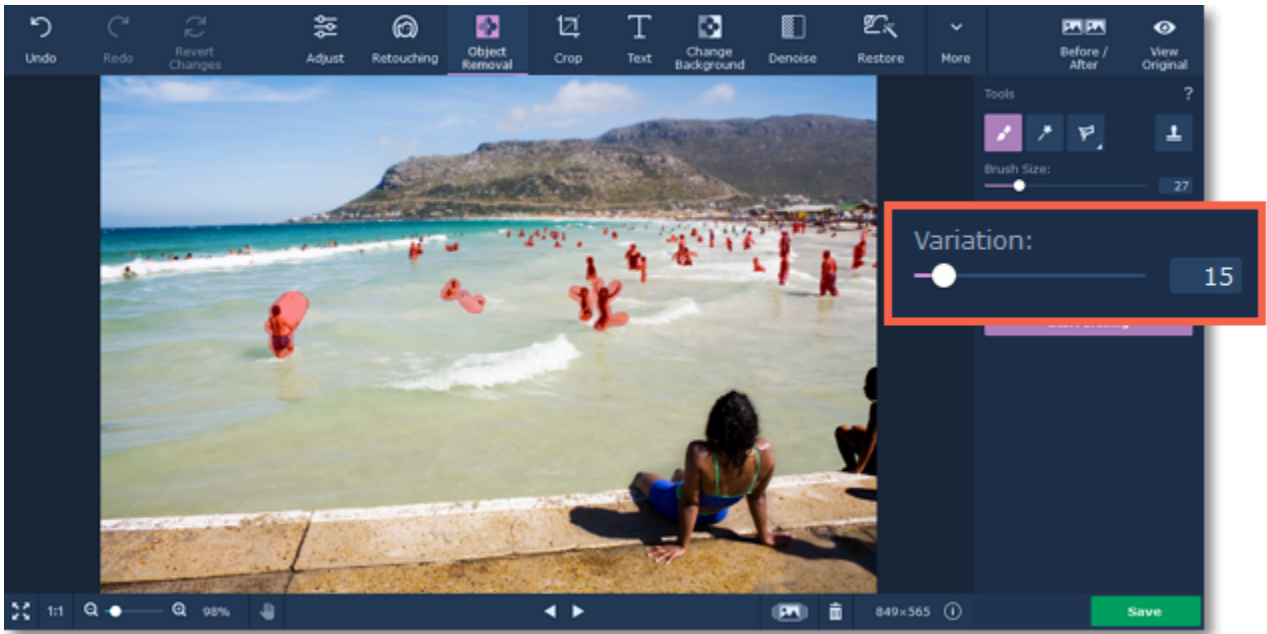 Undo
Redo
Revert
Changes
Adjust
Retouching
Object
Removal
Crop
Text
Change
Background
Denoise
Restore
More
Before /
After
View
Original
Tools
?
Brush Size:
27
Variation:
15
1:1
98%
849×565
Save